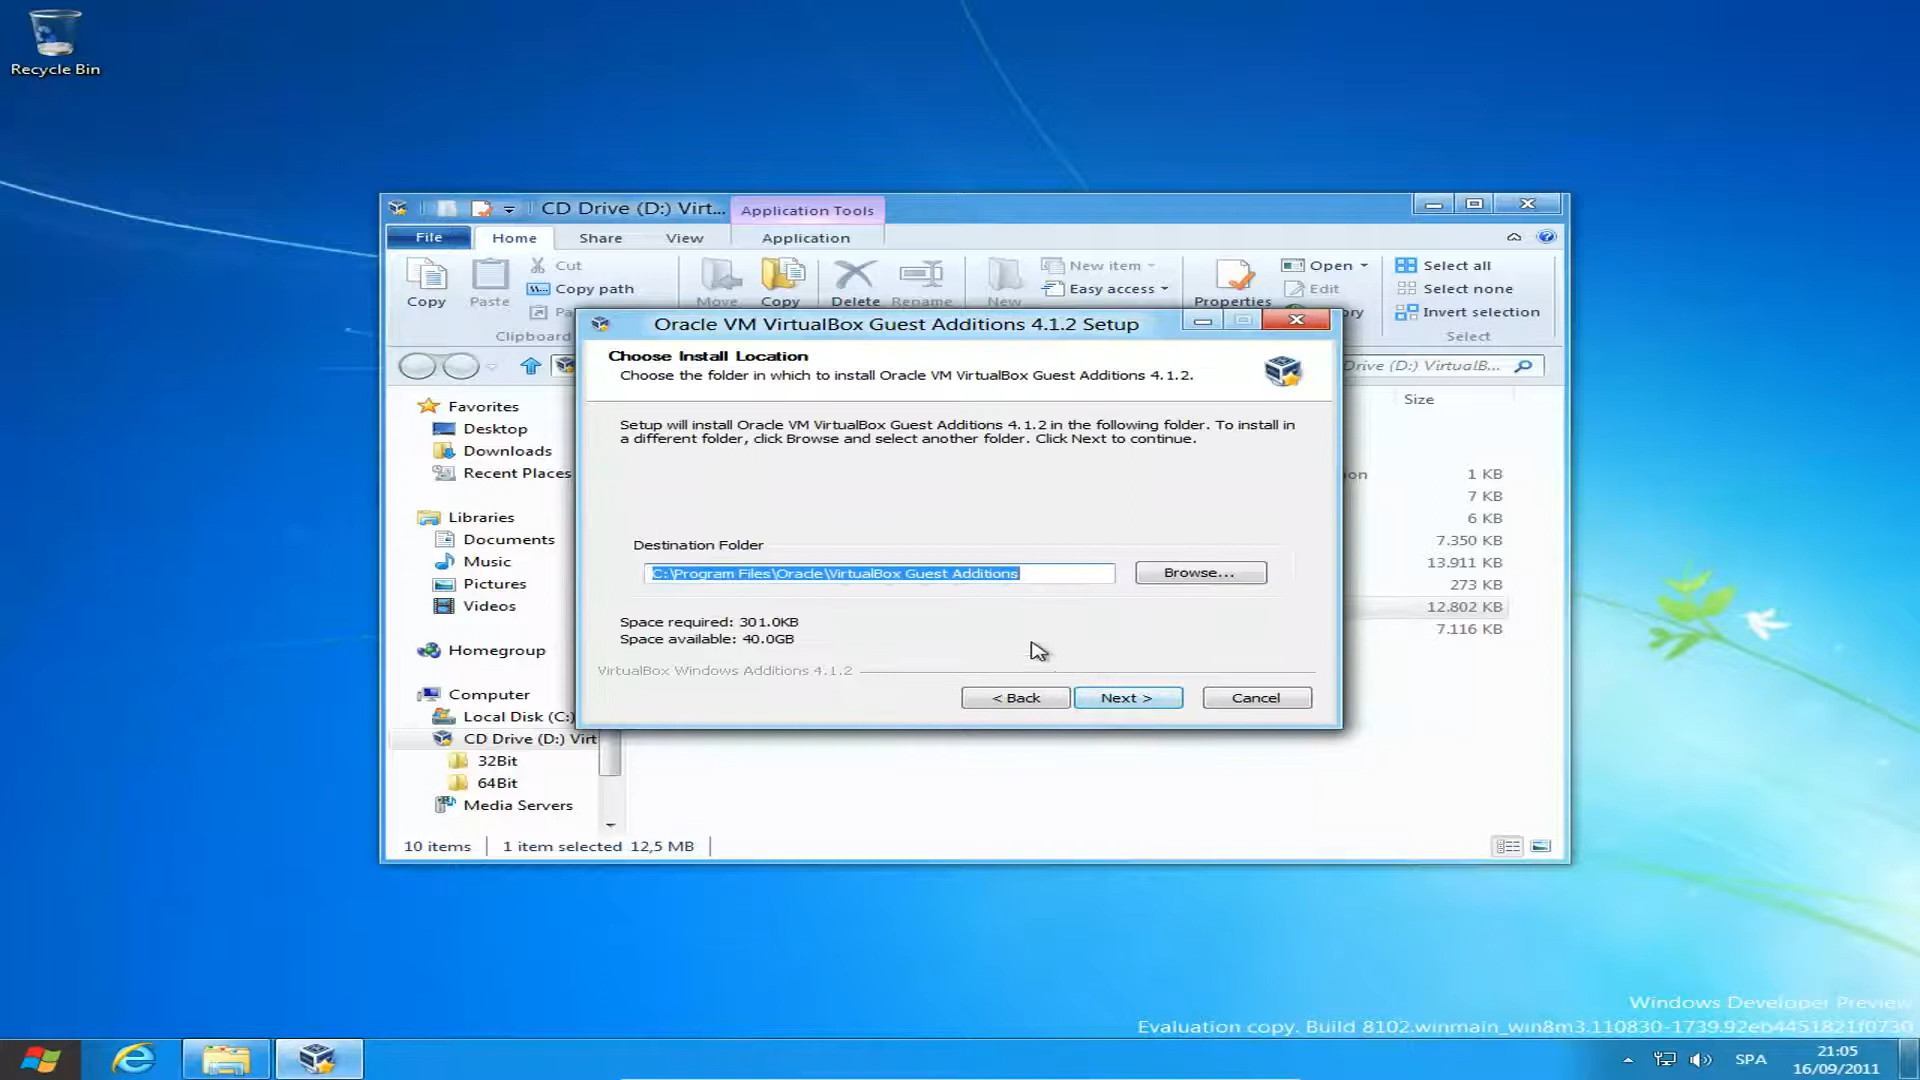 Recycle Bin
CD Drive (D:) Virt...
Application Tools
File
Home
Share
View
Application
Copy
Paste
Cut
Copy path
Clipboard
Move
Copy
Delete
Rename
New
New item
Easy access
Properties
Open
Edit
Select all
Select none
Invert selection
Select
Drive (D:) VirtualB...
Size
Favorites
Desktop
Downloads
Recent Places
Libraries
Documents
Music
Pictures
Videos
Homegroup
Computer
Local Disk (C:)
CD Drive (D:) Virt
32Bit
64Bit
Media Servers
1 KB
7 KB
6 KB
7.350 KB
13.911 KB
273 KB
12.802 KB
7.116 KB
10 items
1 item selected 12,5 MB
Oracle VM VirtualBox Guest Additions 4.1.2 Setup
Choose Install Location
Choose the folder in which to install Oracle VM VirtualBox Guest Additions 4.1.2.
Setup will install Oracle VM VirtualBox Guest Additions 4.1.2 in the following folder. To install in
a different folder, click Browse and select another folder. Click Next to continue.
Destination Folder
C:\Program Files\Oracle\VirtualBox Guest Additions
Browse...
Space required: 301.0KB
Space available: 40.0GB
VirtualBox Windows Additions 4.1.2
< Back
Next >
Cancel
Windows Developer Preview
Evaluation copy. Build 8102.winmain_win8m3.110830-1739.92eb4451821f0730
SPA
21:05
16/09/2011